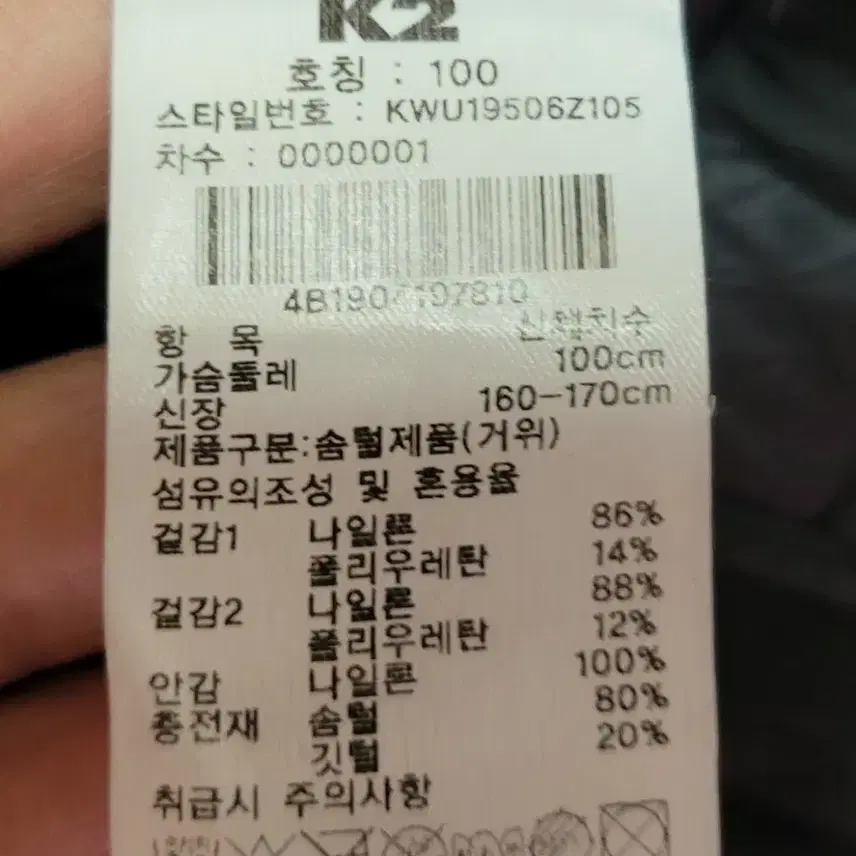 K2
호칭 : 100
스타일번호 : KWU19506Z105
차수 : 0000001
항 목 신체치수
가슴둘레 100cm
신장 160-170cm
제품구분:솜털제품(거위)
섬유의조성 및 혼용율
겉감1 나일론 86%
폴리우레탄 14%
겉감2 나일론 88%
폴리우레탄 12%
안감 나일론 100%
충전재 솜털 80%
깃털 20%
취급시 주의사항